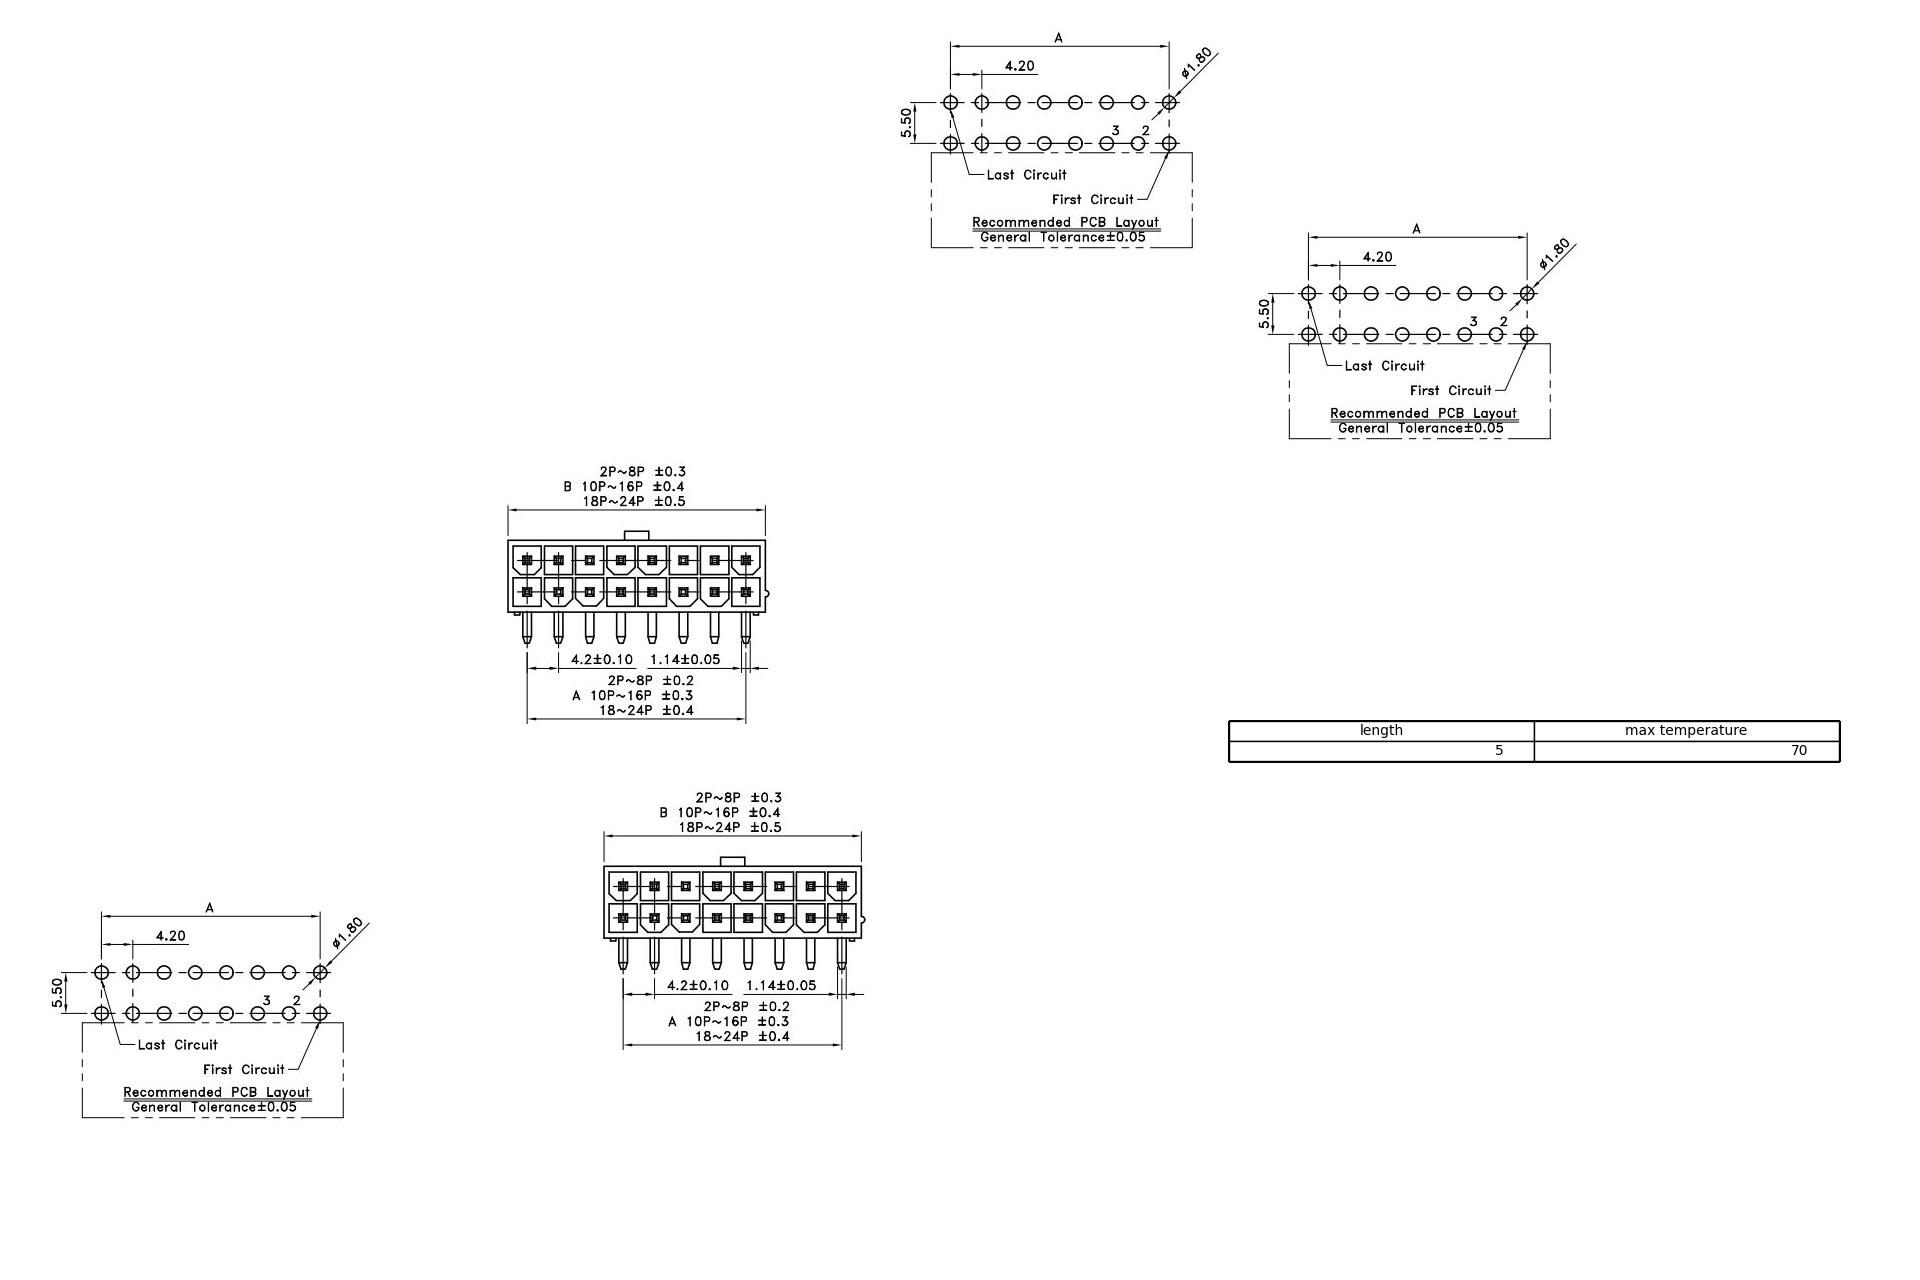 A
4.20
ø1.80
5.50
3 2
Last Circuit
First Circuit
Recommended PCB Layout
General Tolerance±0.05
A
4.20
ø1.80
5.50
3 2
Last Circuit
First Circuit
Recommended PCB Layout
General Tolerance±0.05
2P~8P ±0.3
B 10P~16P ±0.4
18P~24P ±0.5
4.2±0.10 1.14±0.05
2P~8P ±0.2
A 10P~16P ±0.3
18~24P ±0.4
length max temperature
5 70
2P~8P ±0.3
B 10P~16P ±0.4
18P~24P ±0.5
4.2±0.10 1.14±0.05
2P~8P ±0.2
A 10P~16P ±0.3
18~24P ±0.4
A
4.20
ø1.80
5.50
3 2
Last Circuit
First Circuit
Recommended PCB Layout
General Tolerance±0.05